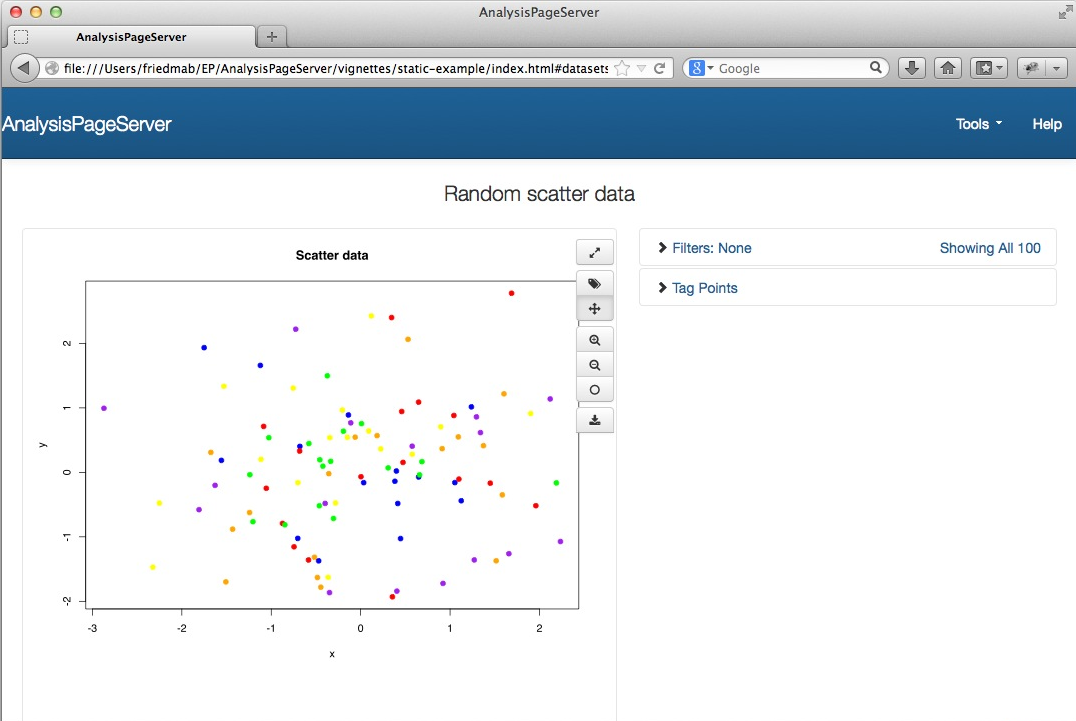 AnalysisPageServer
AnalysisPageServer
file:///Users/friedmab/EP/AnalysisPageServer/vignettes/static-example/index.html#datasets
8 Google
AnalysisPageServer
Tools
Help
Random scatter data
Scatter data
Filters: None
Showing All 100
Tag Points
2
1
0
-1
-2
y
-3 -2 -1 0 1 2
x